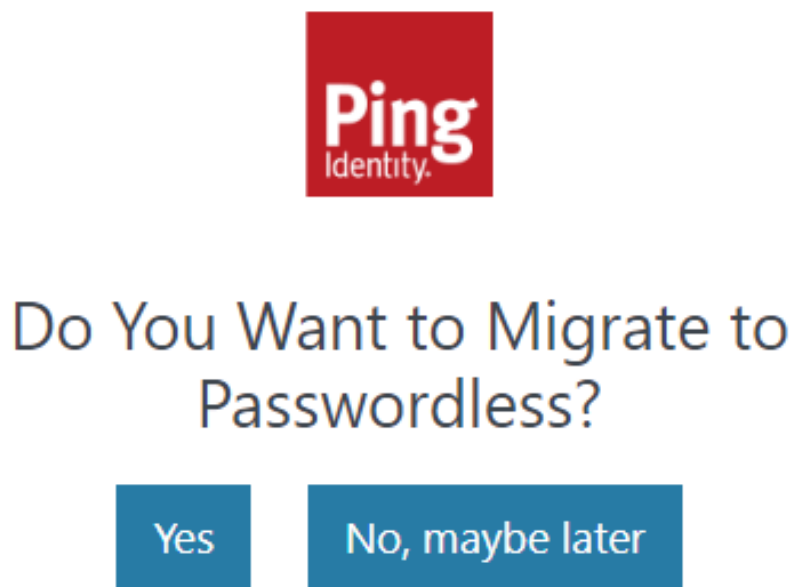 Ping
Identity.
Do You Want to Migrate to
Passwordless?
Yes
No, maybe later